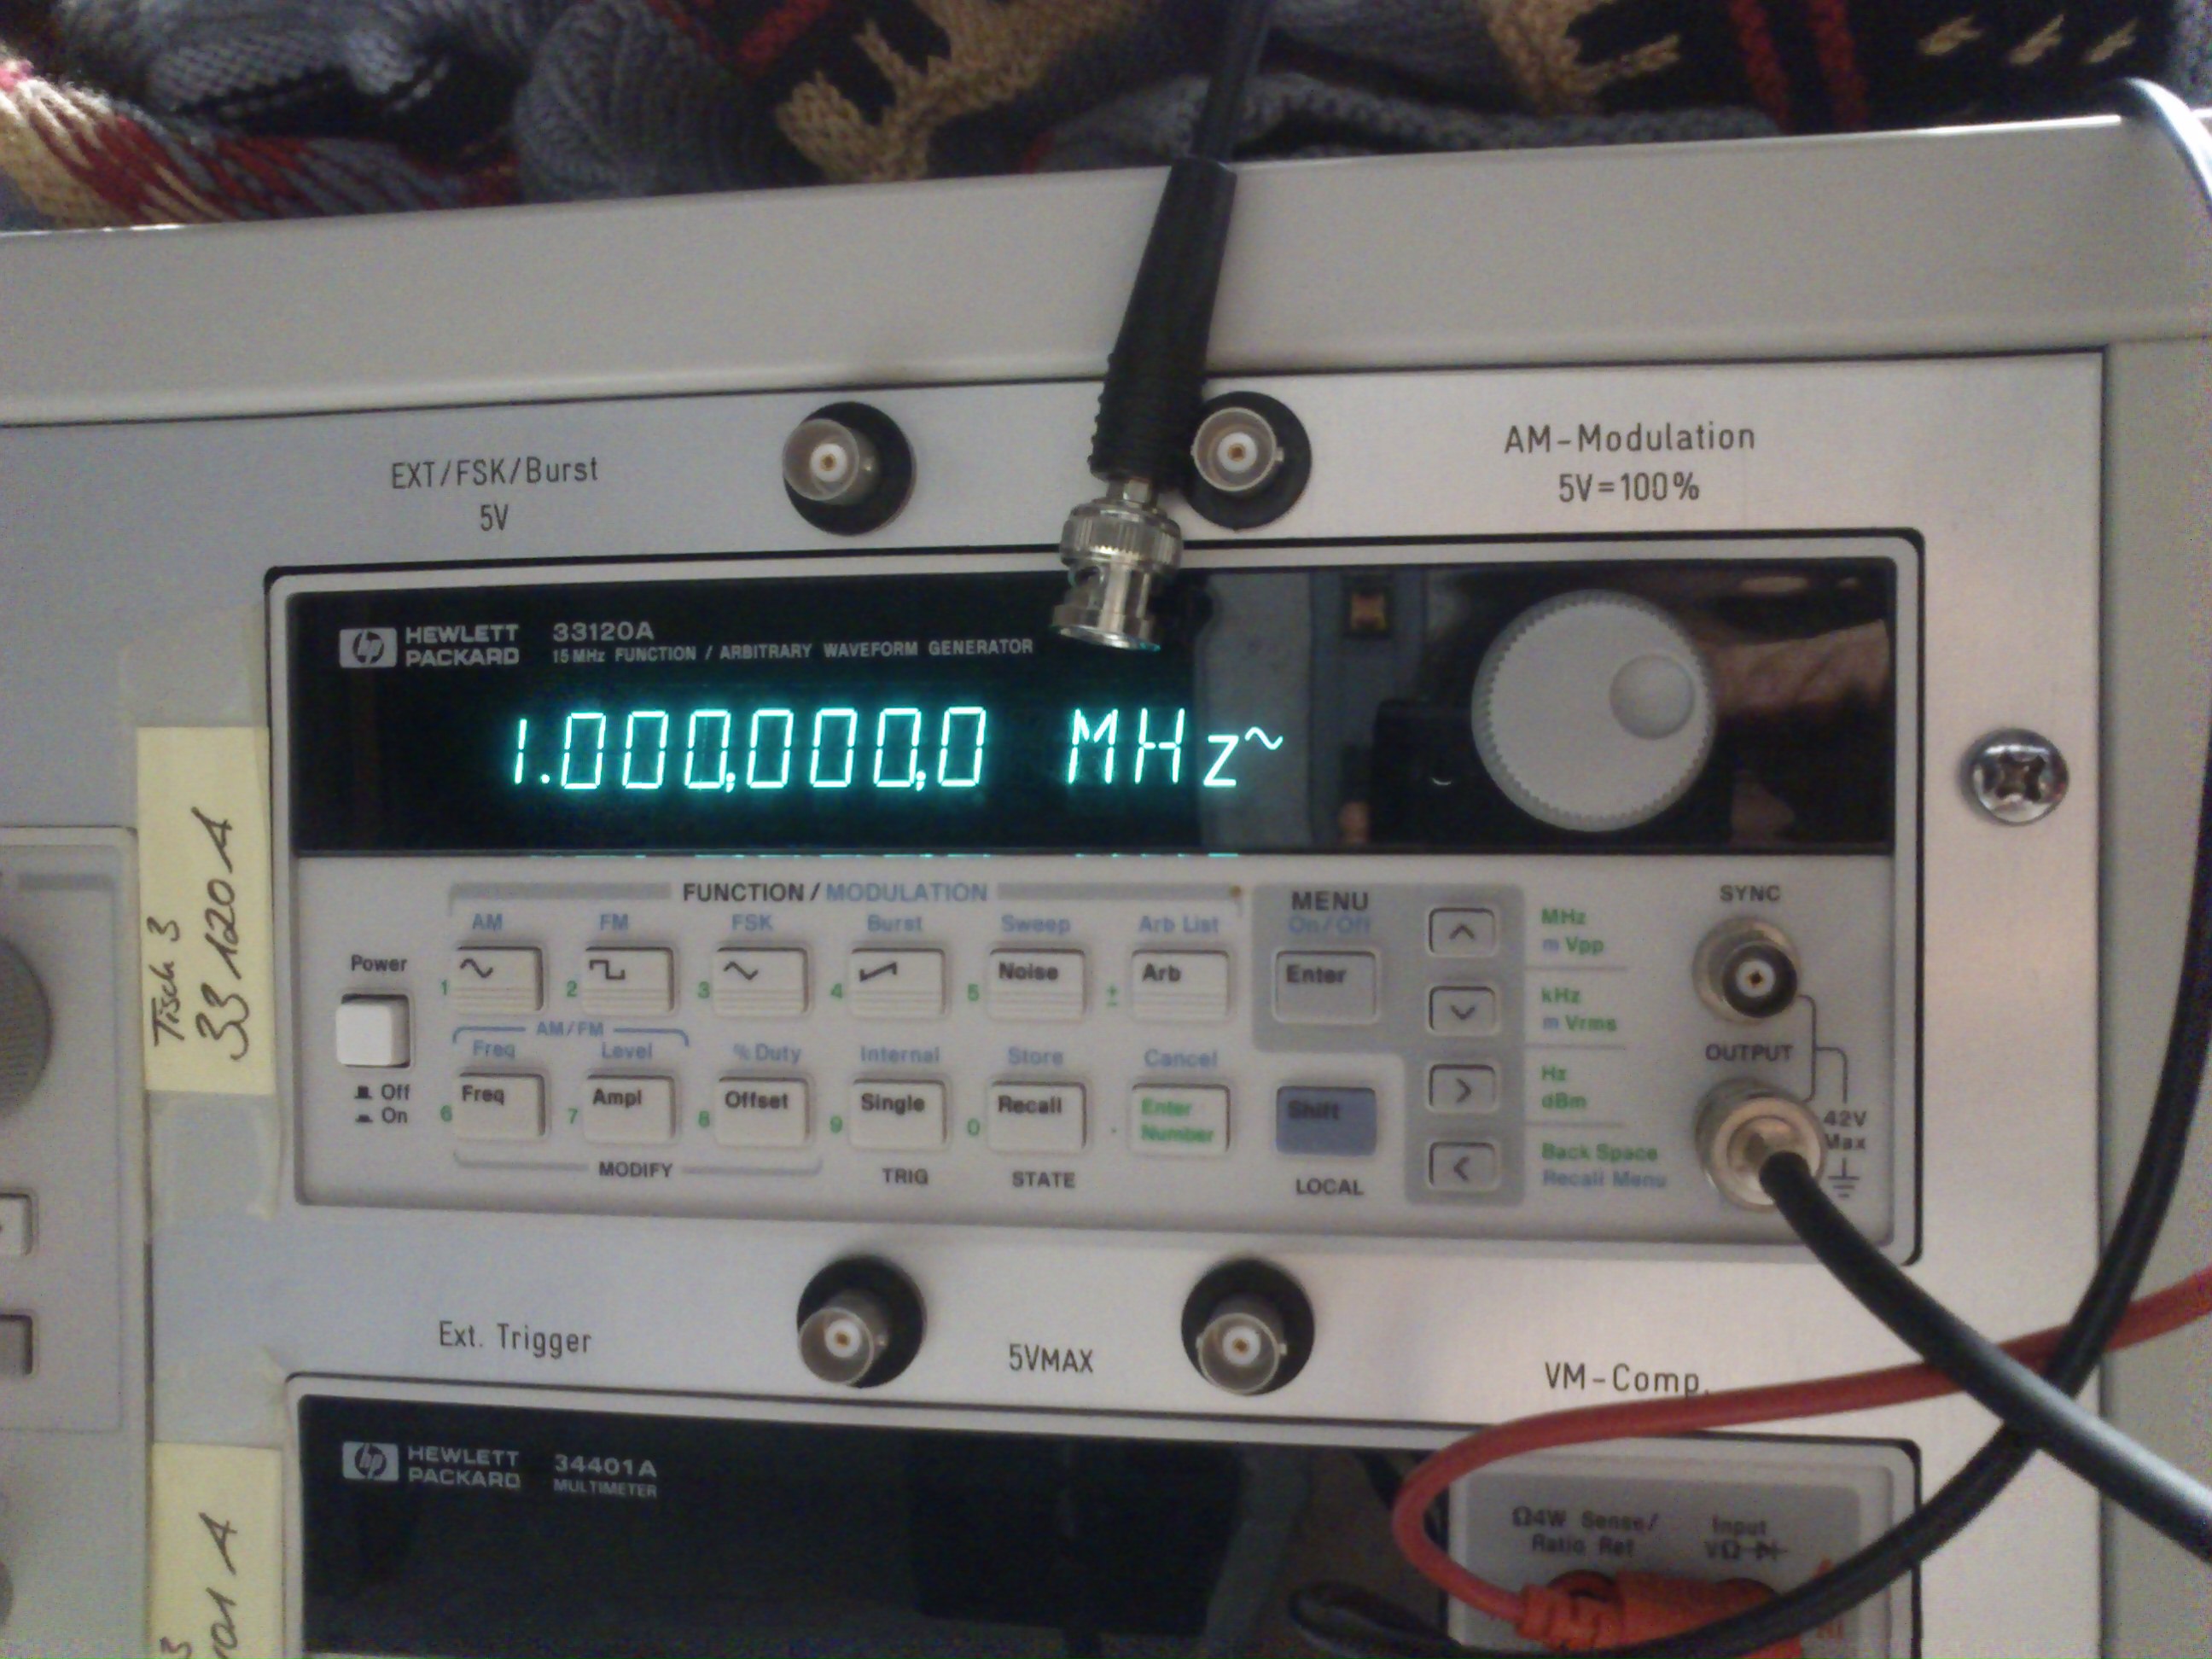 EXT/FSK/Burst
5V
AM-Modulation
5V=100%
hp HEWLETT PACKARD
33120A
15 MHz FUNCTION / ARBITRARY WAVEFORM GENERATOR
1.000,000,0 MHz~
Tisch 3
33120A
FUNCTION / MODULATION
AM FM FSK Burst Sweep Arb List
1 2 3 4 5 Noise ± Arb
AM/FM
Freq Level % Duty Internal Store Cancel
6 Freq 7 Ampl 8 Offset 9 Single 0 Recall . Enter Number
MODIFY TRIG STATE
Power
Off
On
MENU
On/Off
Enter
Shift
LOCAL
MHz
m Vpp
kHz
m Vrms
Hz
dBm
Back Space
Recall Menu
SYNC
OUTPUT
42V
Max
Ext. Trigger
5VMAX
VM-Comp.
hp HEWLETT PACKARD
34401A
MULTIMETER
Ω4W Sense/
Ratio Ref
Input
VΩ